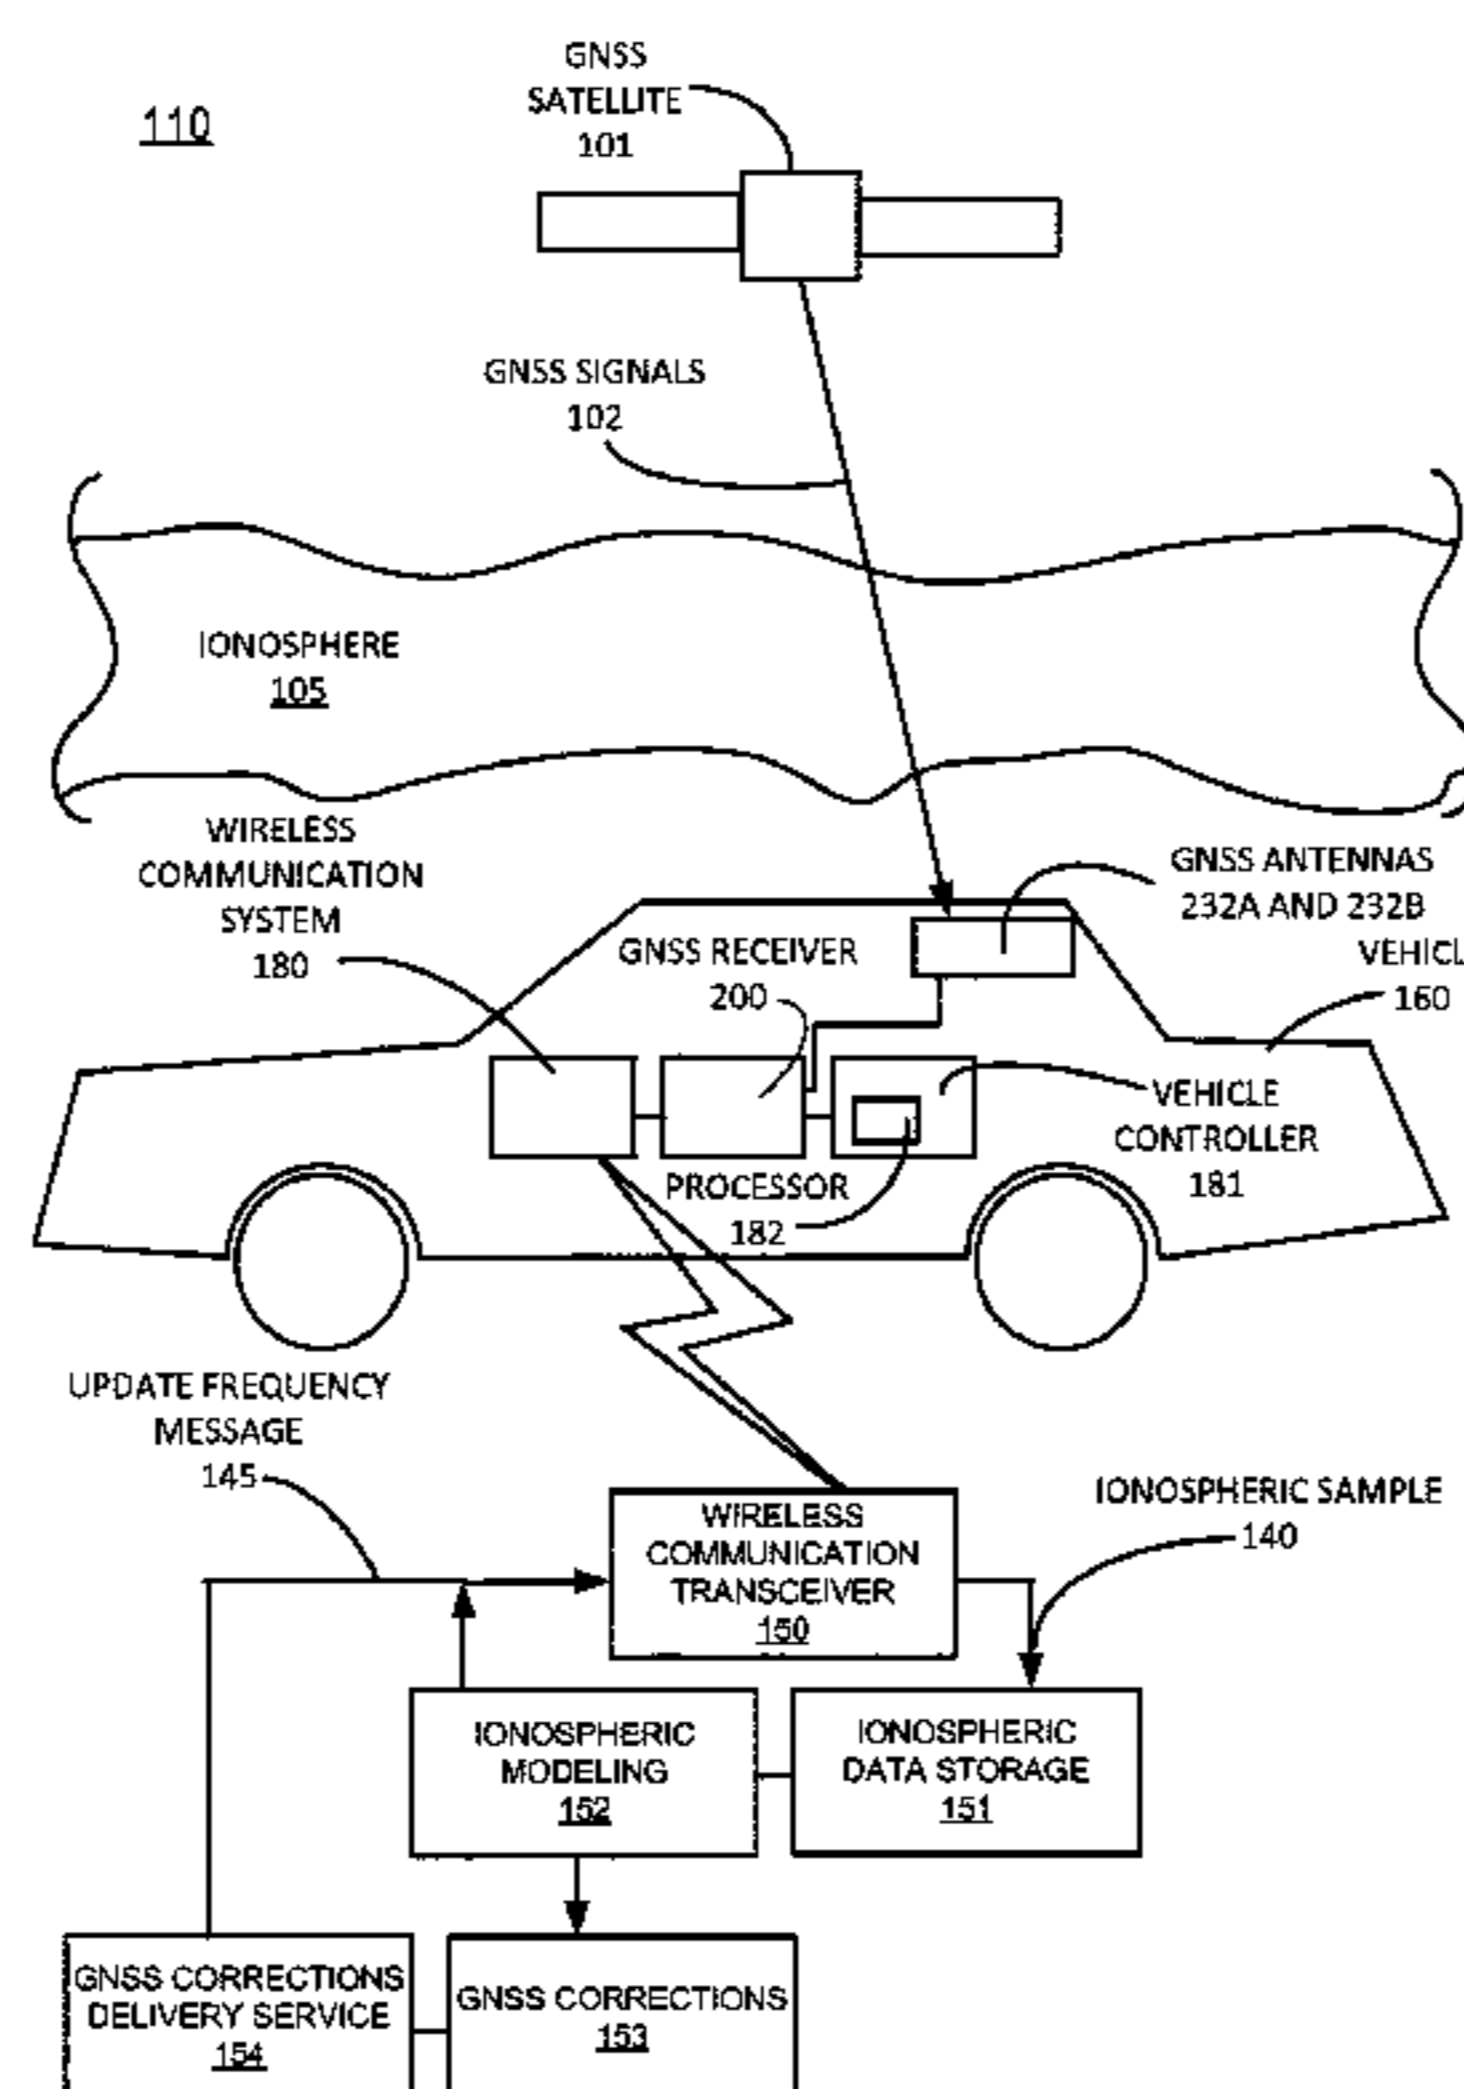 110
GNSS
SATELLITE
101
GNSS SIGNALS
102
IONOSPHERE
105
WIRELESS
COMMUNICATION
SYSTEM
180
GNSS ANTENNAS
232A AND 232B
GNSS RECEIVER
200
VEHICL
160
VEHICLE
CONTROLLER
181
PROCESSOR
182
UPDATE FREQUENCY
MESSAGE
145
IONOSPHERIC SAMPLE
140
WIRELESS
COMMUNICATION
TRANSCEIVER
150
IONOSPHERIC
MODELING
152
IONOSPHERIC
DATA STORAGE
151
GNSS CORRECTIONS
DELIVERY SERVICE
154
GNSS CORRECTIONS
153